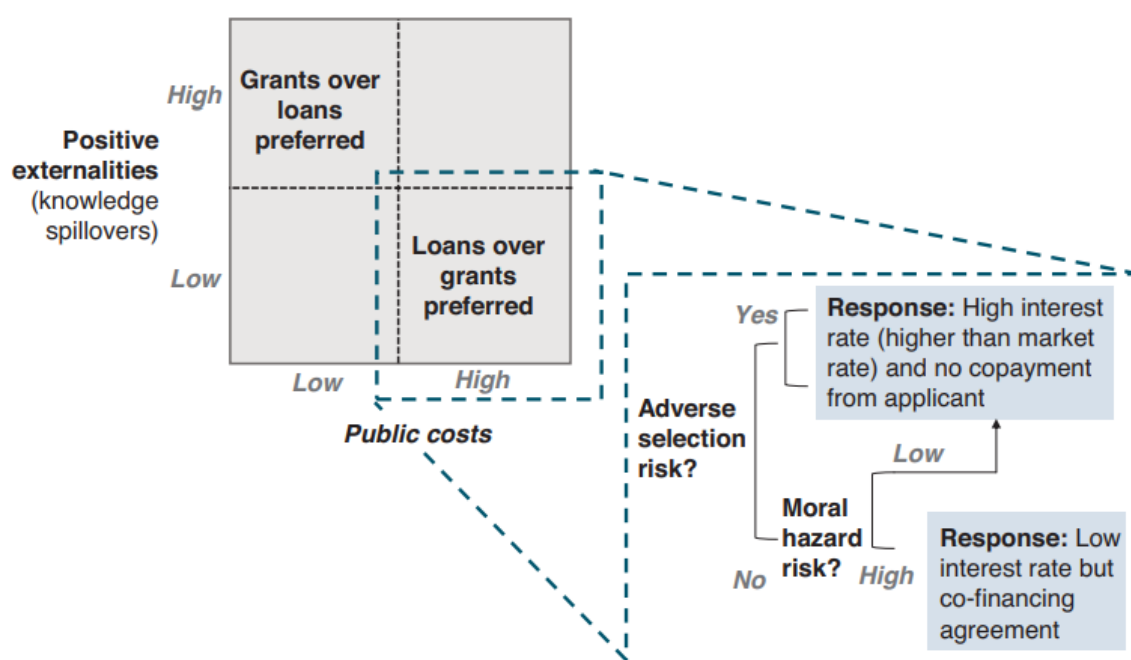 High
Positive
externalities
(knowledge
spillovers)
Low
Grants over
loans
preferred
Loans over
grants
preferred
Low
High
Public costs
Adverse
selection
risk?
Yes
Response: High interest
rate (higher than market
rate) and no copayment
from applicant
No
Moral
hazard
risk?
Low
High
Response: Low
interest rate but
co-financing
agreement